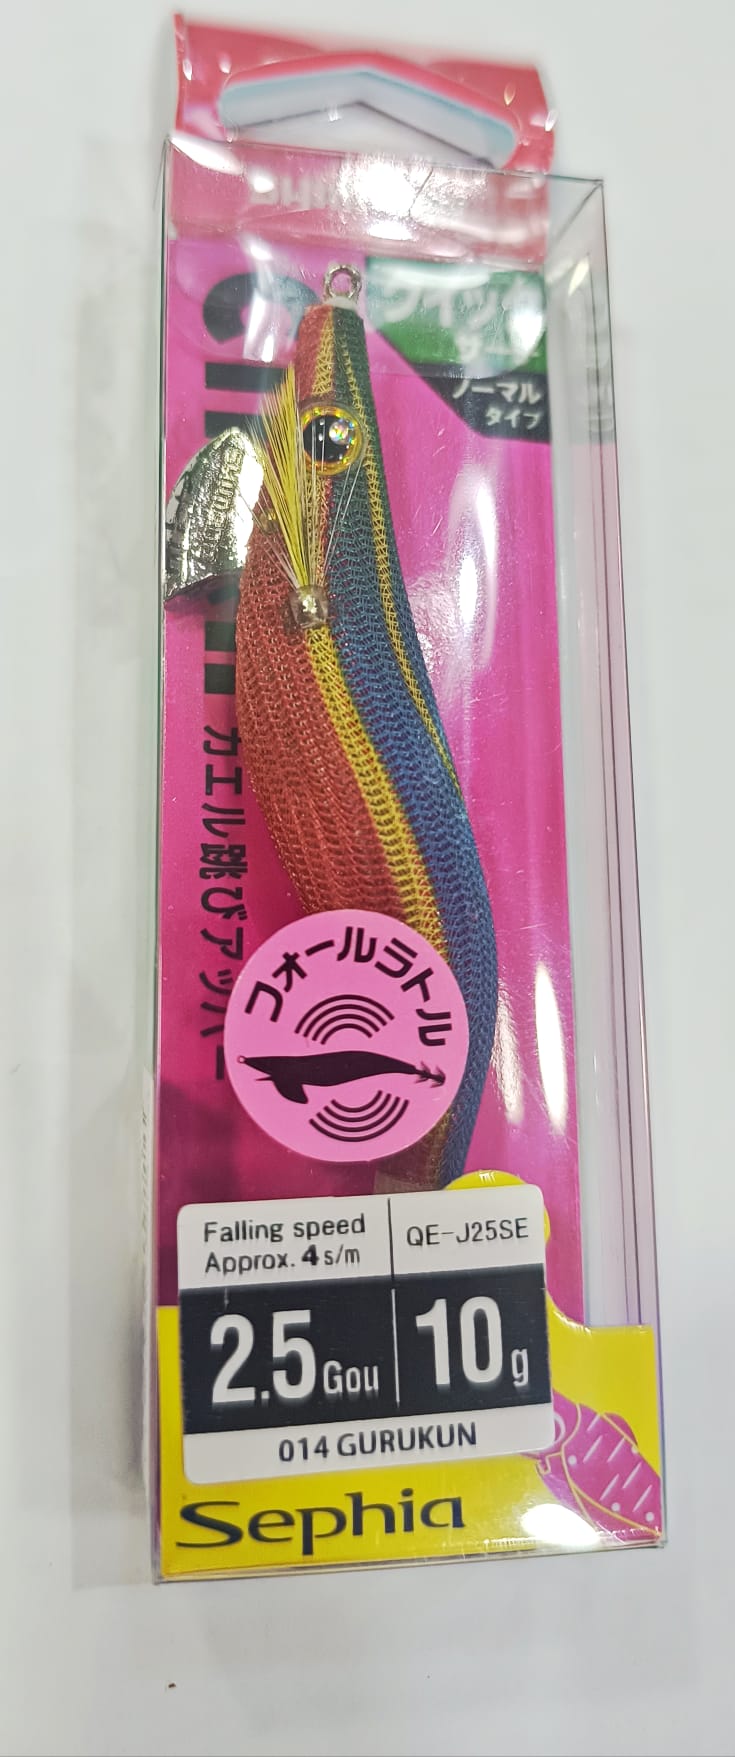 クイック
ノーマル
タイプ
カエル跳びアッパー
フォールラトル
Falling speed
Approx. 4 s/m
QE-J25SE
2.5 Gou
10g
014 GURUKUN
Sephia